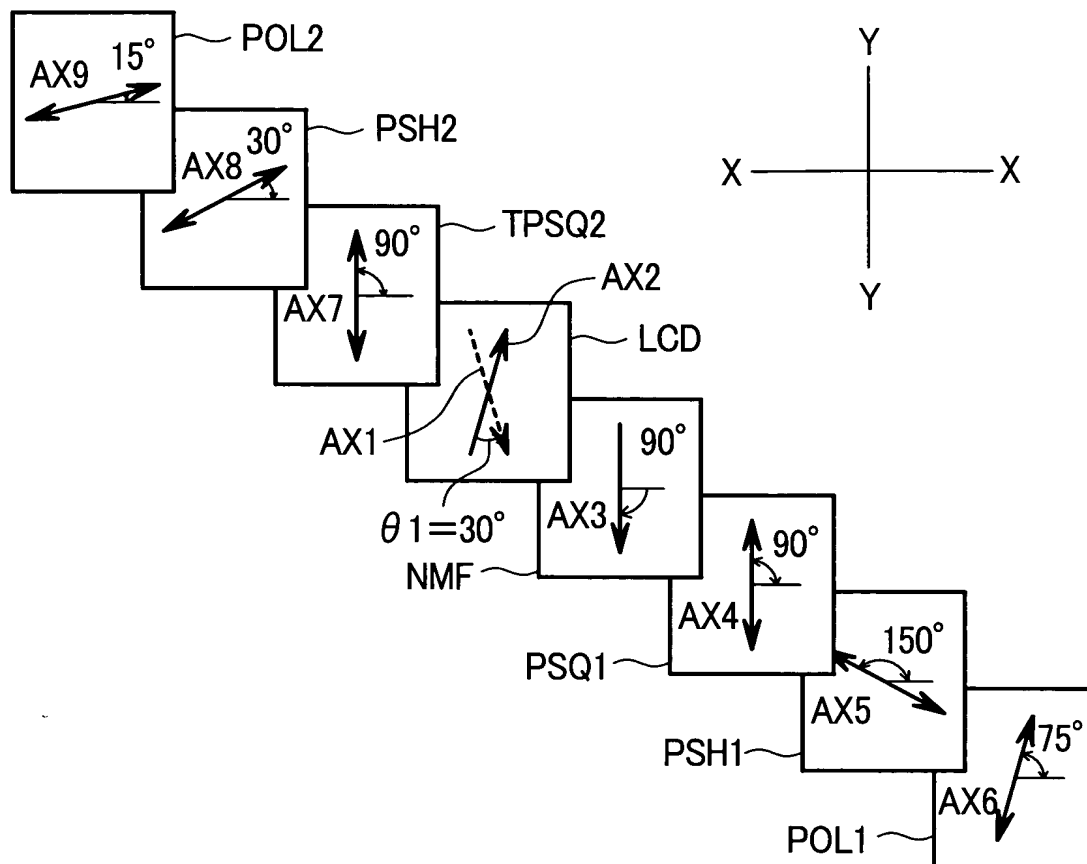 POL2
15°
AX9
PSH2
30°
AX8
Y
X
X
Y
TPSQ2
90°
AX7
AX2
LCD
AX1
θ1=30°
90°
AX3
NMF
90°
AX4
PSQ1
150°
AX5
PSH1
75°
AX6
POL1